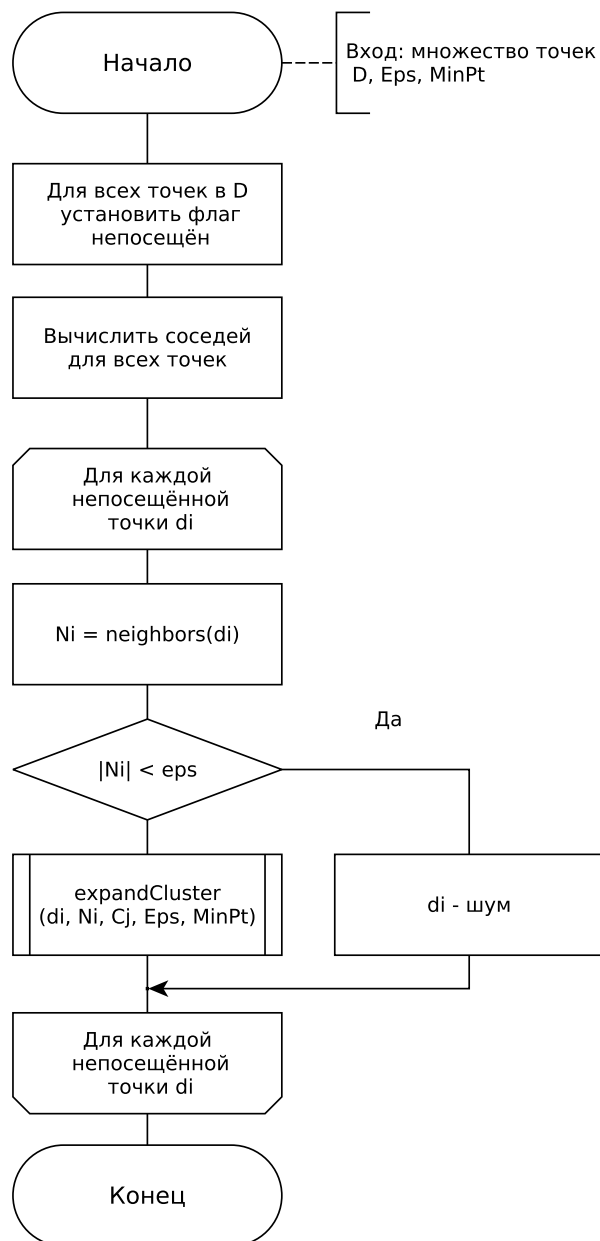 Начало
Вход: множество точек
D, Eps, MinPt
Для всех точек в D
установить флаг
непосещён
Вычислить соседей
для всех точек
Для каждой
непосещённой
точки di
Ni = neighbors(di)
Да
|Ni| < eps
expandCluster
(di, Ni, Cj, Eps, MinPt)
di - шум
Для каждой
непосещённой
точки di
Конец